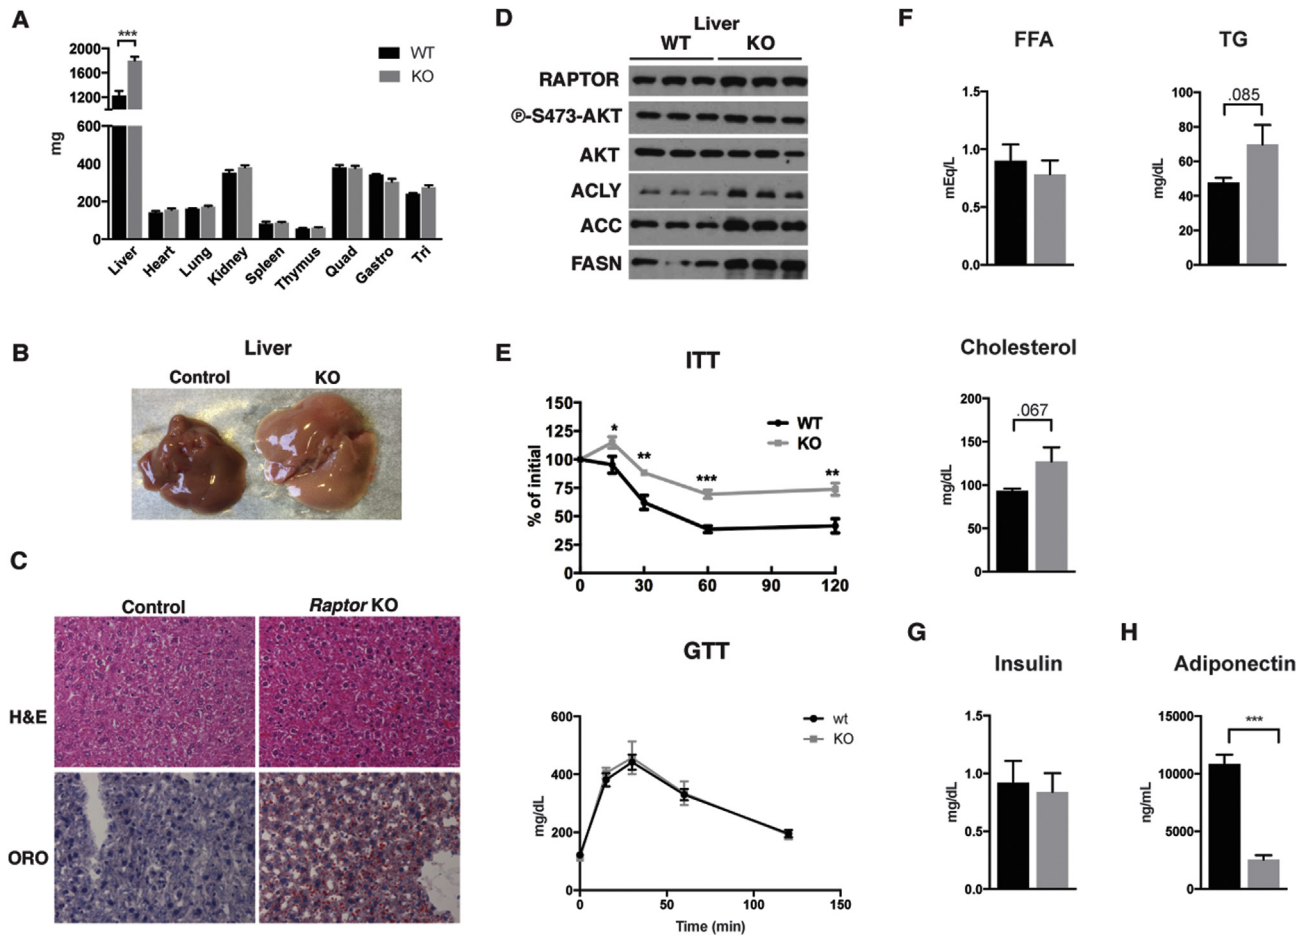 A
***
2000
1600
1200
600
400
200
0
mg
WT
KO
Liver
Heart
Lung
Kidney
Spleen
Thymus
Quad
Gastro
Tri
B
Liver
Control KO
C
Control Raptor KO
H&E
ORO
D
Liver
WT KO
RAPTOR
Ⓟ-S473-AKT
AKT
ACLY
ACC
FASN
E
ITT
150
125
100
75
50
25
0
% of initial
* ** *** **
WT
KO
0 30 60 90 120
GTT
600
400
200
0
mg/dL
wt
KO
0 50 100 150
Time (min)
F
FFA
1.5
1.0
0.5
0.0
mEq/L
TG
100
80
60
40
20
0
mg/dL
.085
Cholesterol
200
150
100
50
0
mg/dL
.067
G
Insulin
1.5
1.0
0.5
0.0
mg/dL
H
Adiponectin
15000
10000
5000
0
ng/mL
***